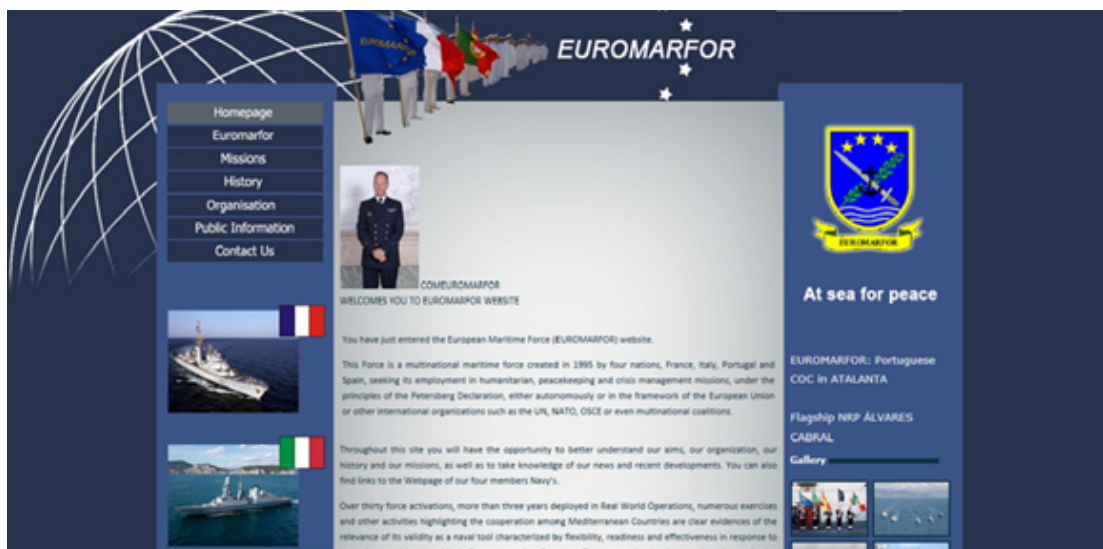 EUROMARFOR
EUROMARFOR
Homepage
Euromarfor
Missions
History
Organisation
Public Information
Contact Us
COMEUROMARFOR
WELCOMES YOU TO EUROMARFOR WEBSITE
You have just entered the European Maritime Force (EUROMARFOR) website.
This Force is a multinational maritime force created in 1995 by four nations, France, Italy, Portugal and
Spain, seeking its employment in humanitarian, peacekeeping and crisis management missions, under the
principles of the Petersberg Declaration, either autonomously or in the framework of the European Union
or other international organizations such as the UN, NATO, OSCE or even multinational coalitions.
Throughout this site you will have the opportunity to better understand our aims, our organization, our
history and our missions, as well as to take knowledge of our news and recent developments. You can also
find links to the Webpage of our four members Navy's.
Over thirty force activations, more than three years deployed in Real World Operations, numerous exercises
and other activities highlighting the cooperation among Mediterranean Countries are clear evidences of the
relevance of its validity as a naval tool characterized by flexibility, readiness and effectiveness in response to
EUROMARFOR
At sea for peace
EUROMARFOR: Portuguese
COC in ATALANTA
Flagship NRP ÁLVARES
CABRAL
Gallery